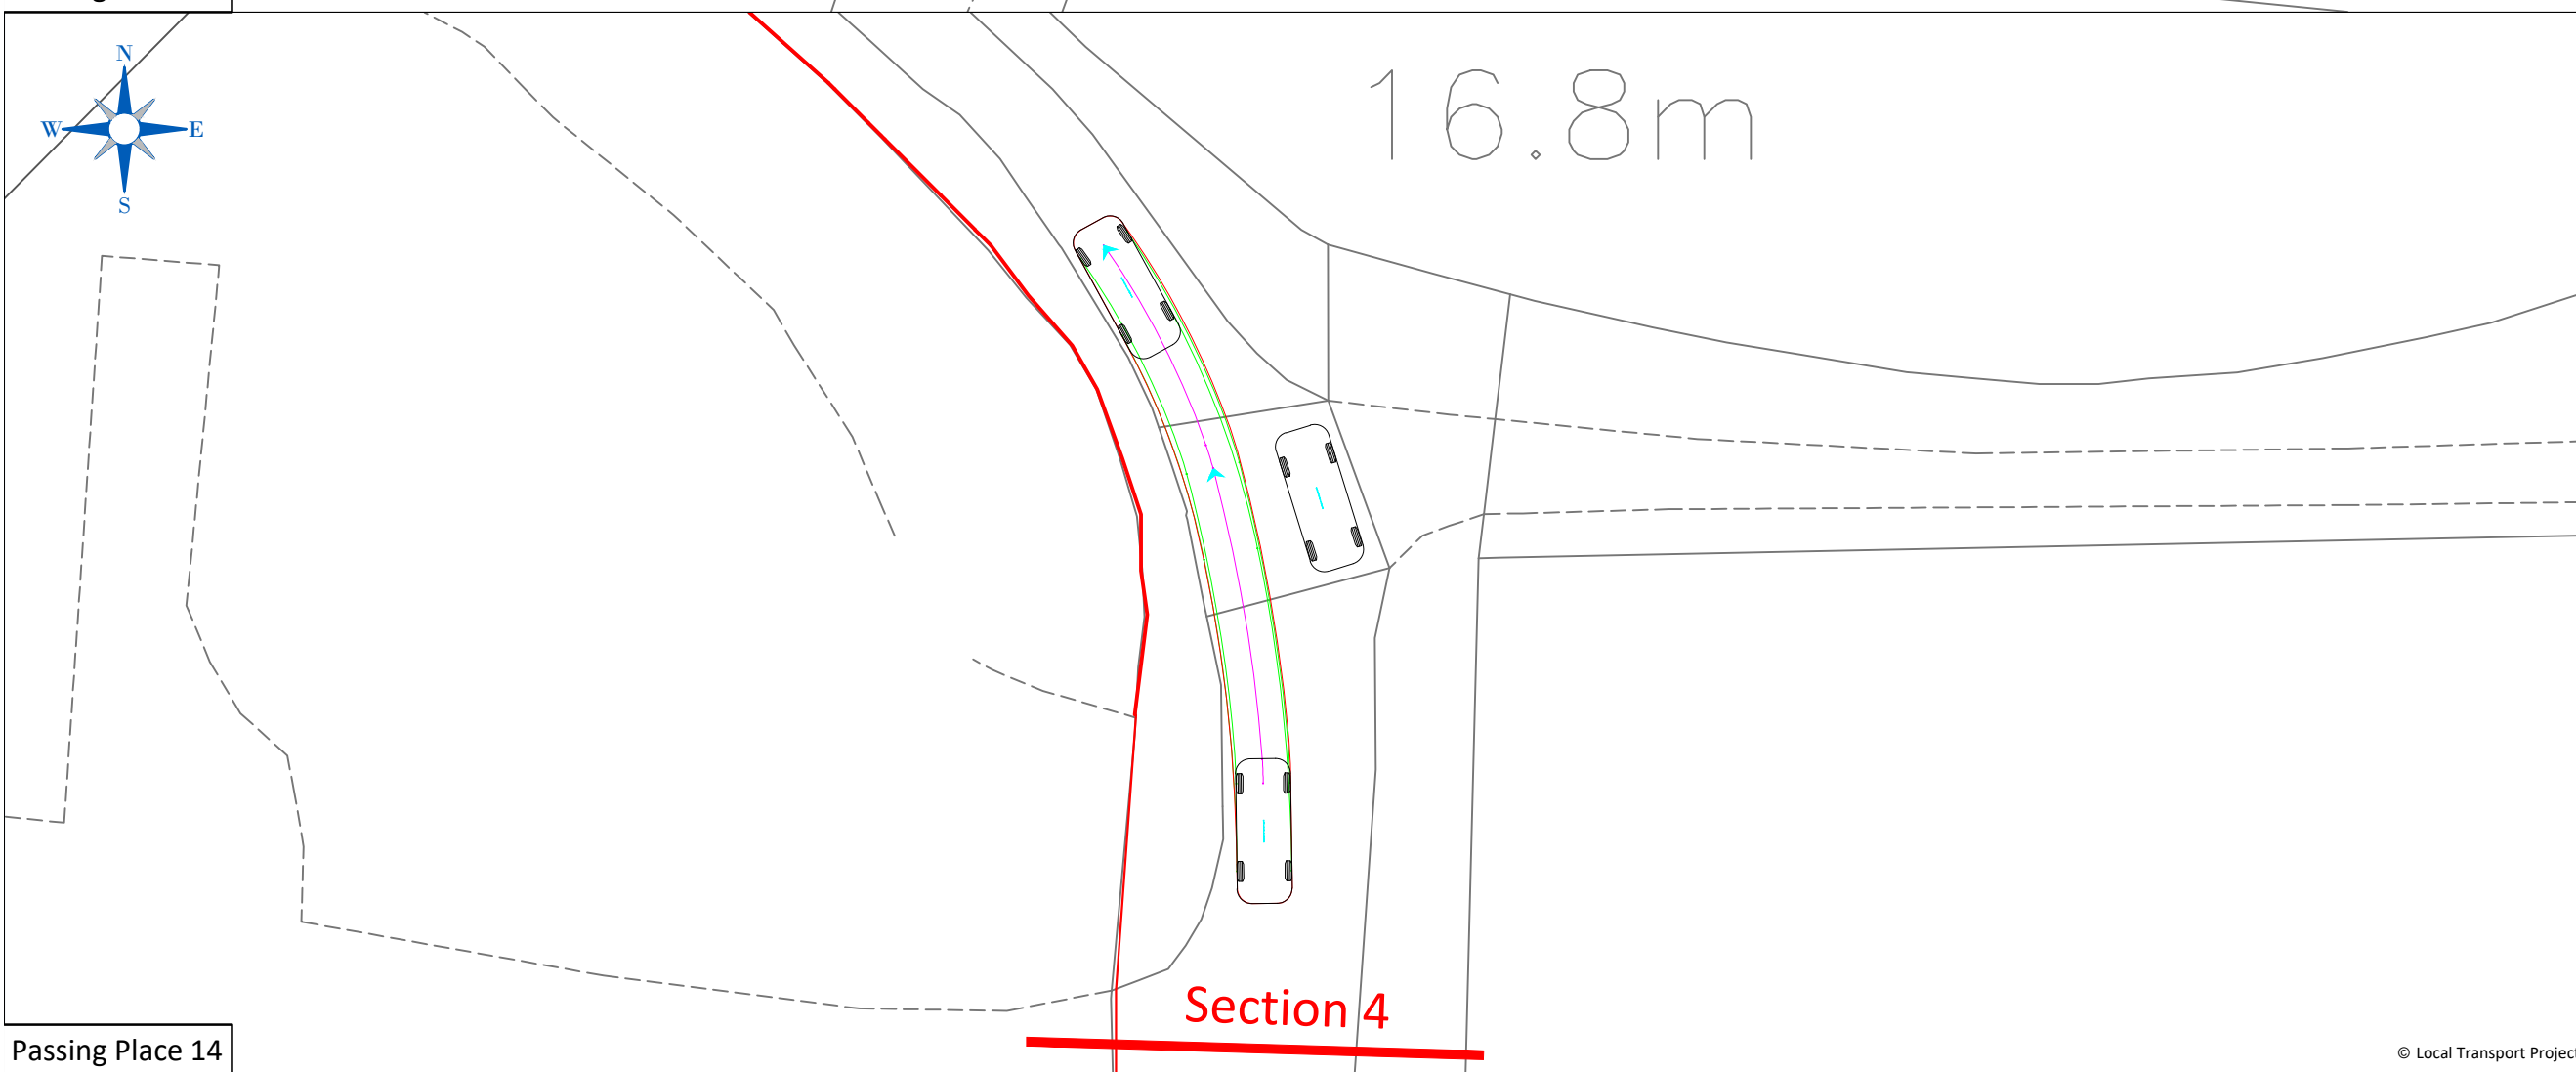 N
W E
S
16.8m
Section 4
Passing Place 14
© Local Transport Project